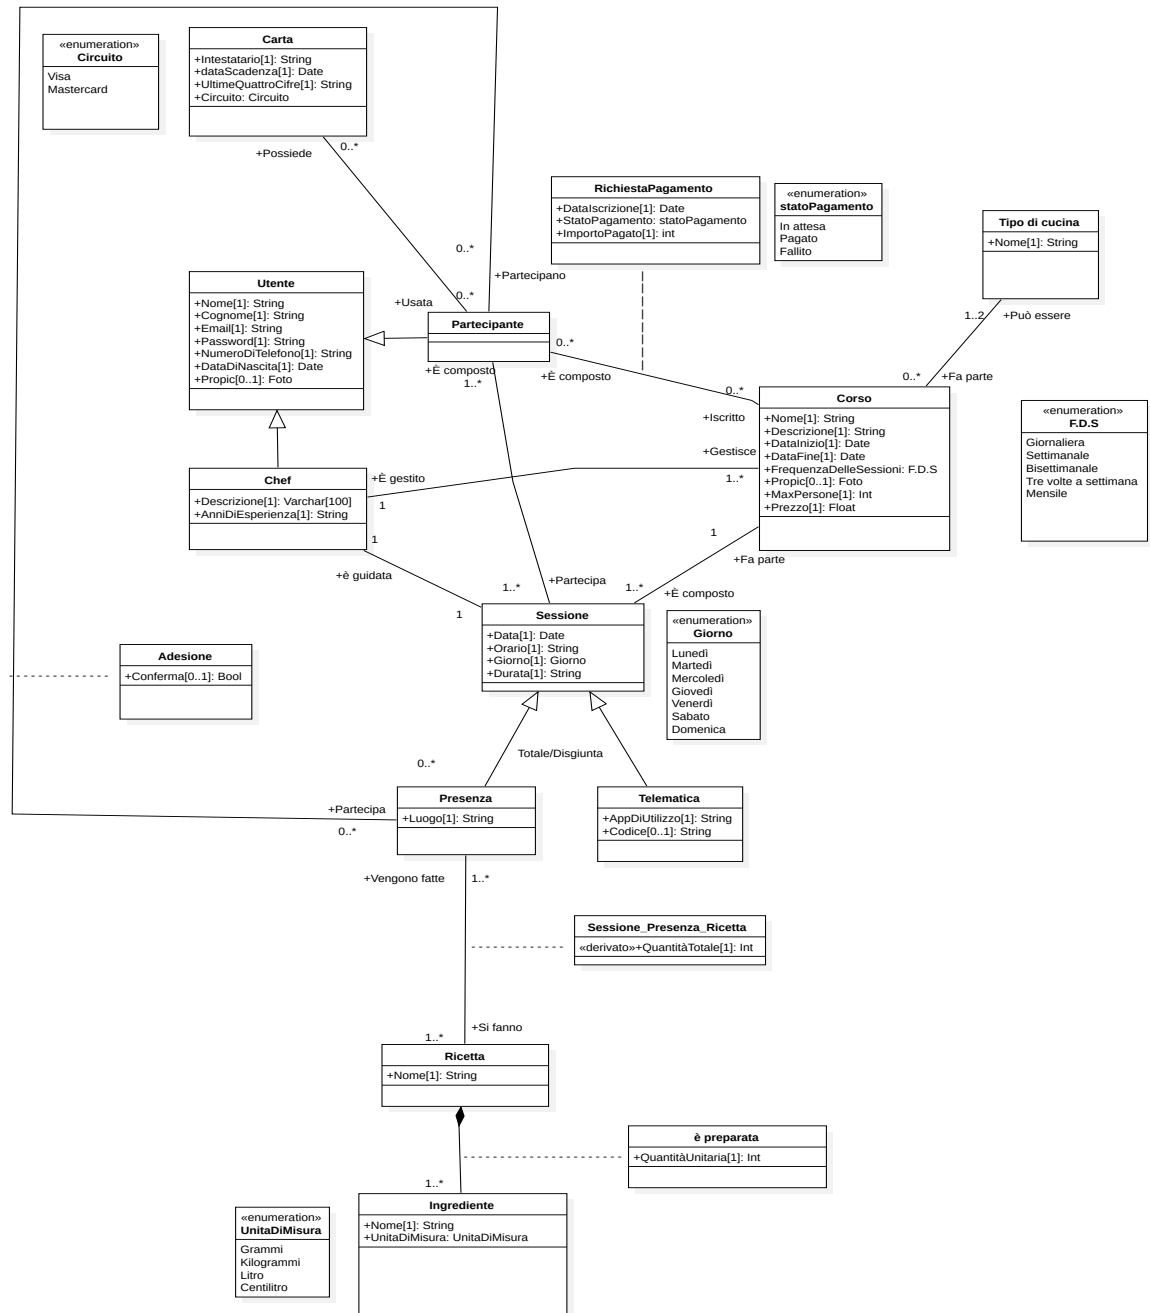 «enumeration»
Circuito
Visa
Mastercard
Carta
+Intestatario[1]: String
+dataScadenza[1]: Date
+UltimeQuattroCifre[1]: String
+Circuito: Circuito
+Possiede
0..*
RichiestaPagamento
+DataIscrizione[1]: Date
+StatoPagamento: statoPagamento
+ImportoPagato[1]: int
«enumeration»
statoPagamento
In attesa
Pagato
Fallito
Tipo di cucina
+Nome[1]: String
0..*
+Partecipano
Utente
+Nome[1]: String
+Cognome[1]: String
+Email[1]: String
+Password[1]: String
+NumeroDiTelefono[1]: String
+DataDiNascita[1]: Date
+Propic[0..1]: Foto
+Usata
0..*
Partecipante
1..2
+Può essere
0..*
+È composto
1..*
+È composto
0..*
+Fa parte
0..*
+Iscritto
Corso
+Nome[1]: String
+Descrizione[1]: String
+DataInizio[1]: Date
+DataFine[1]: Date
+FrequenzaDelleSessioni: F.D.S
+Propic[0..1]: Foto
+MaxPersone[1]: Int
+Prezzo[1]: Float
«enumeration»
F.D.S
Giornaliera
Settimanale
Bisettimanale
Tre volte a settimana
Mensile
+Gestisce
1..*
Chef
+Descrizione[1]: Varchar[100]
+AnniDiEsperienza[1]: String
+È gestito
1
1
+è guidata
1
1
+Fa parte
1..*
+Partecipa
1..*
+È composto
Sessione
+Data[1]: Date
+Orario[1]: String
+Giorno[1]: Giorno
+Durata[1]: String
«enumeration»
Giorno
Lunedì
Martedì
Mercoledì
Giovedì
Venerdì
Sabato
Domenica
Adesione
+Conferma[0..1]: Bool
Totale/Disgiunta
0..*
+Partecipa
0..*
Presenza
+Luogo[1]: String
Telematica
+AppDiUtilizzo[1]: String
+Codice[0..1]: String
+Vengono fatte
1..*
Sessione_Presenza_Ricetta
«derivato»+QuantitàTotale[1]: Int
+Si fanno
1..*
Ricetta
+Nome[1]: String
è preparata
+QuantitàUnitaria[1]: Int
1..*
Ingrediente
+Nome[1]: String
+UnitaDiMisura: UnitaDiMisura
«enumeration»
UnitaDiMisura
Grammi
Kilogrammi
Litro
Centilitro